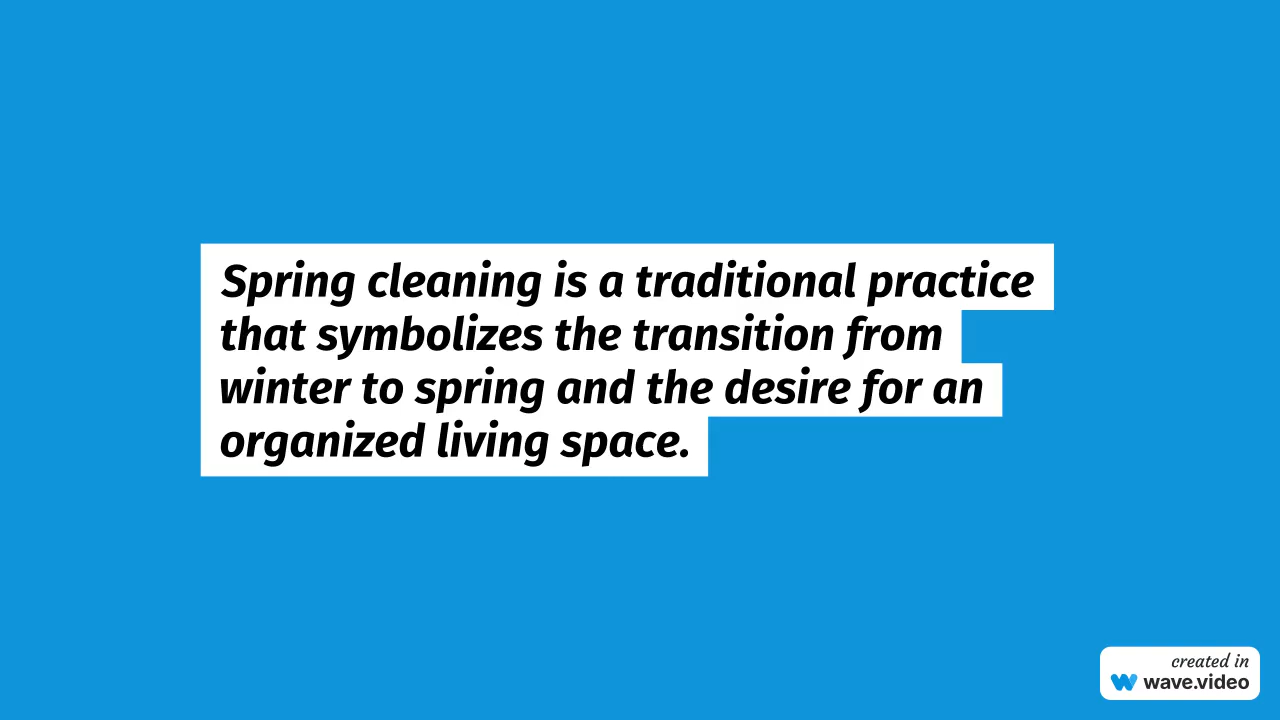 Spring cleaning is a traditional practice
that symbolizes the transition from
winter to spring and the desire for an
organized living space.
created in
wave.video